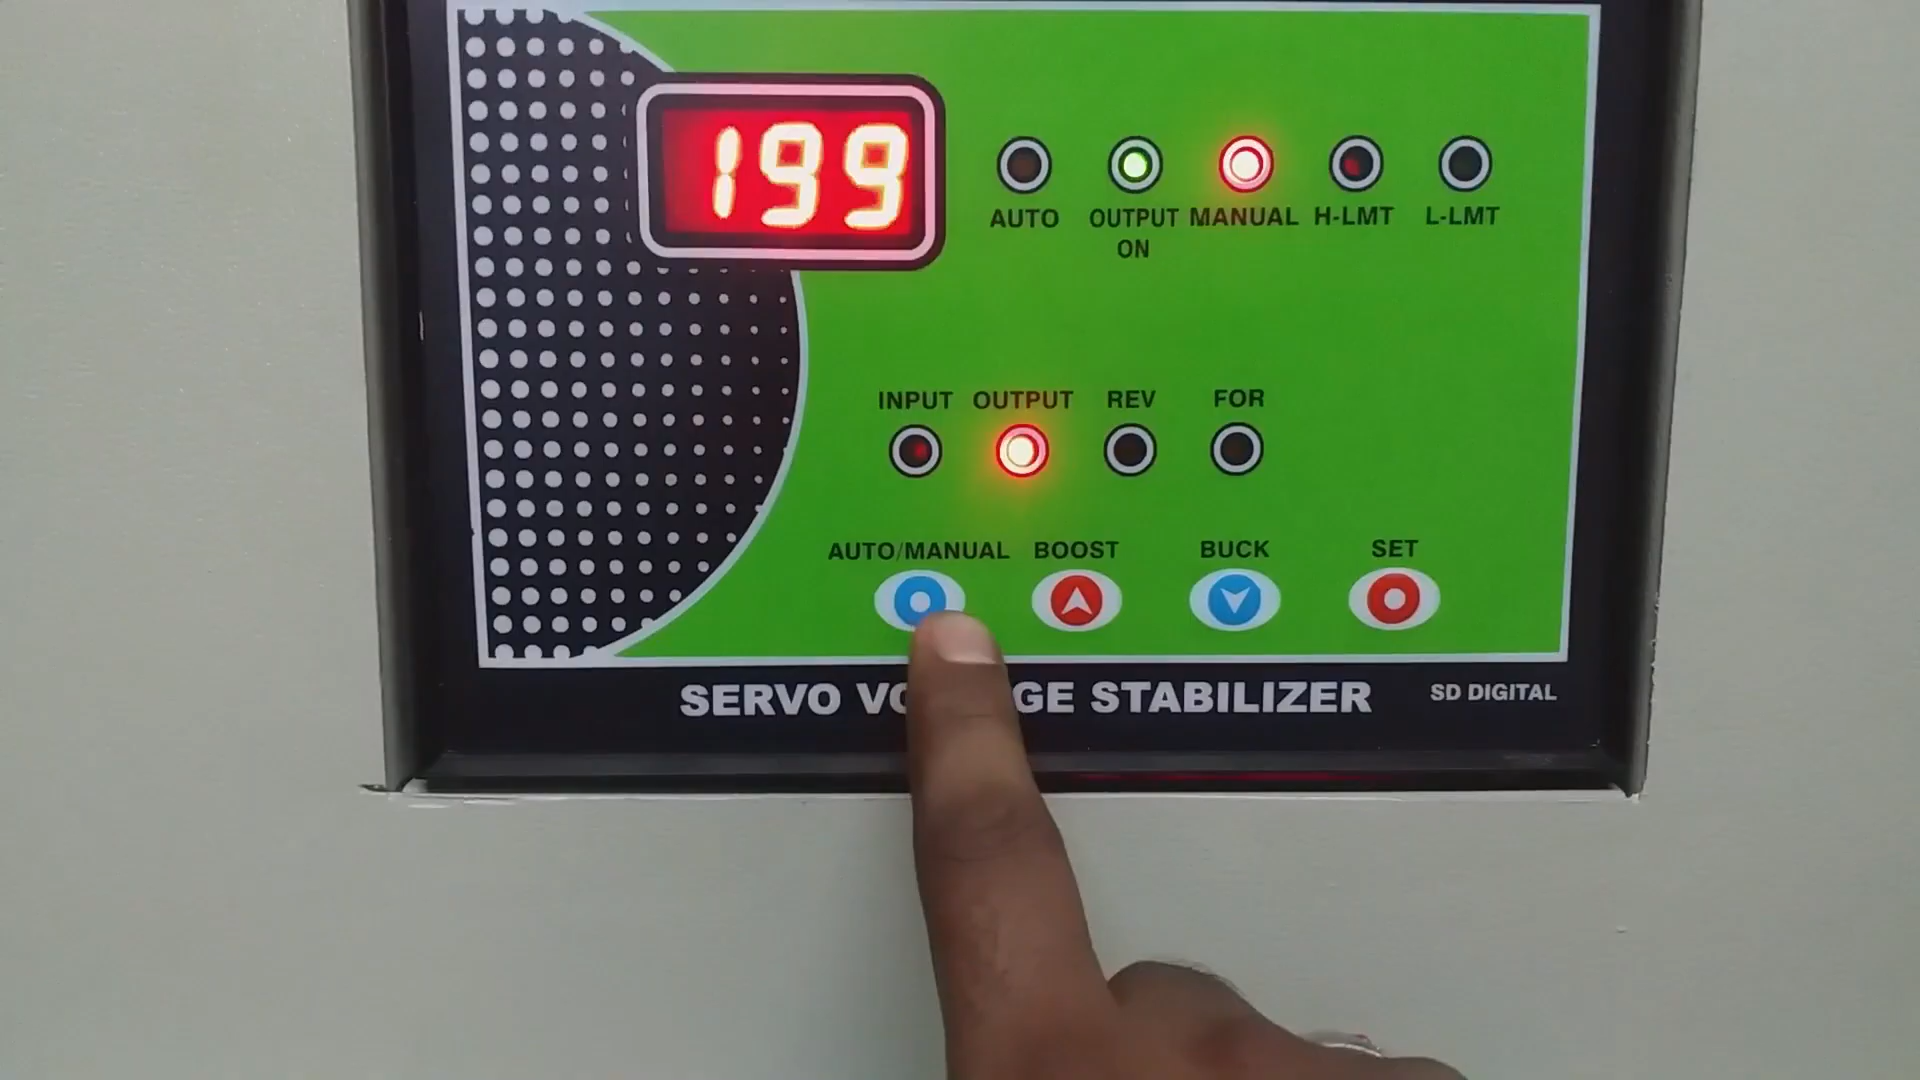 199
AUTO OUTPUT ON MANUAL H-LMT L-LMT
INPUT OUTPUT REV FOR
AUTO/MANUAL BOOST BUCK SET
SERVO STABILIZER
SD DIGITAL